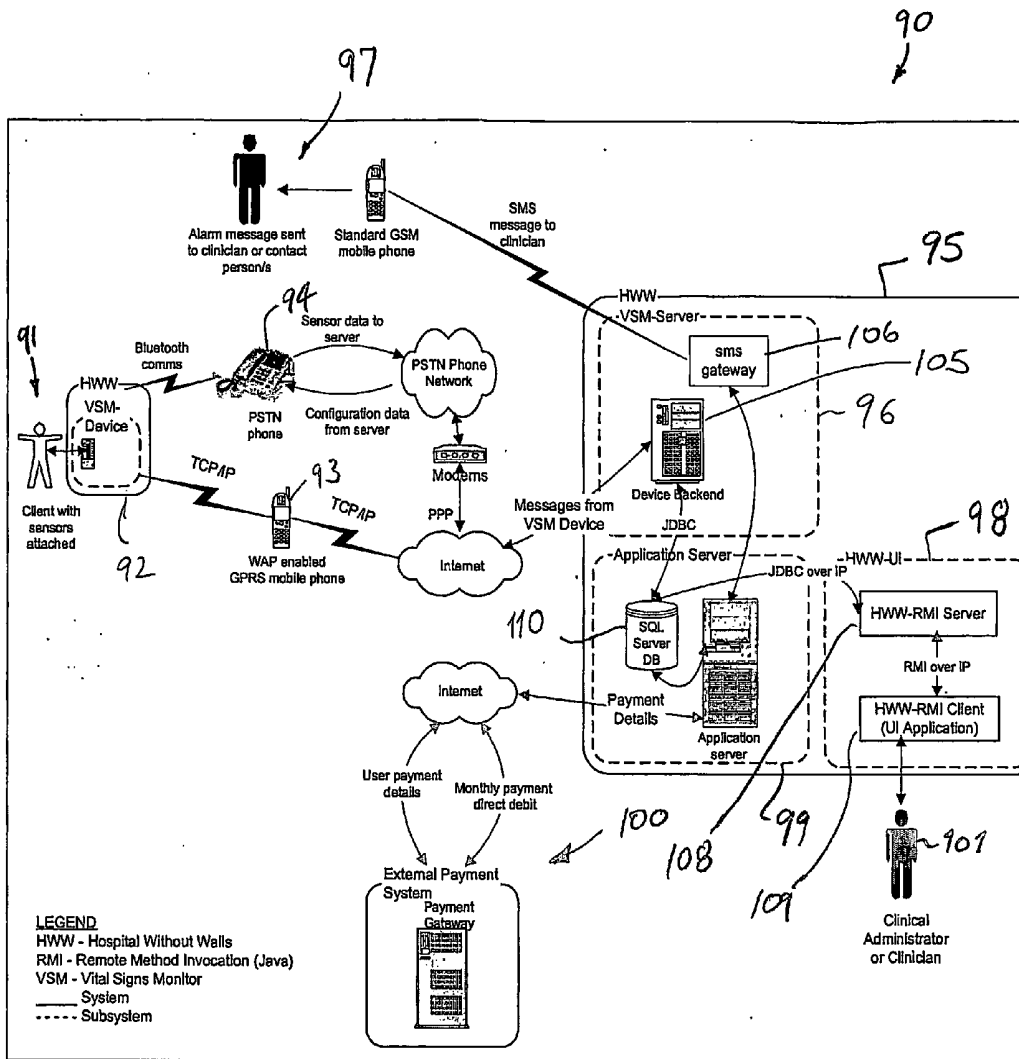 90
97
Alarm message sent
to clinician or contact
person/s
Standard GSM
mobile phone
SMS
message to
clinician
95
HWW
VSM-Server
sms
gateway
106
105
96
Device Backend
91
Bluetooth
comms
94
Sensor data to
server
PSTN Phone
Network
HWW
VSM-
Device
PSTN
phone
Configuration data
from server
Modems
Client with
sensors
attached
92
TCP/IP
93
TCP/IP
PPP
WAP enabled
GPRS mobile phone
Internet
Messages from
VSM Device
JDBC
98
Application Server
HWW-UI
JDBC over IP
110
SQL
Server
DB
HWW-RMI Server
RMI over IP
HWW-RMI Client
(UI Application)
Internet
Payment
Details
Application
server
User payment
details
Monthly payment
direct debit
100
99
108
109
901
External Payment
System
Payment
Gateway
Clinical
Administrator
or Clinician
LEGEND
HWW - Hospital Without Walls
RMI - Remote Method Invocation (Java)
VSM - Vital Signs Monitor
System
Subsystem